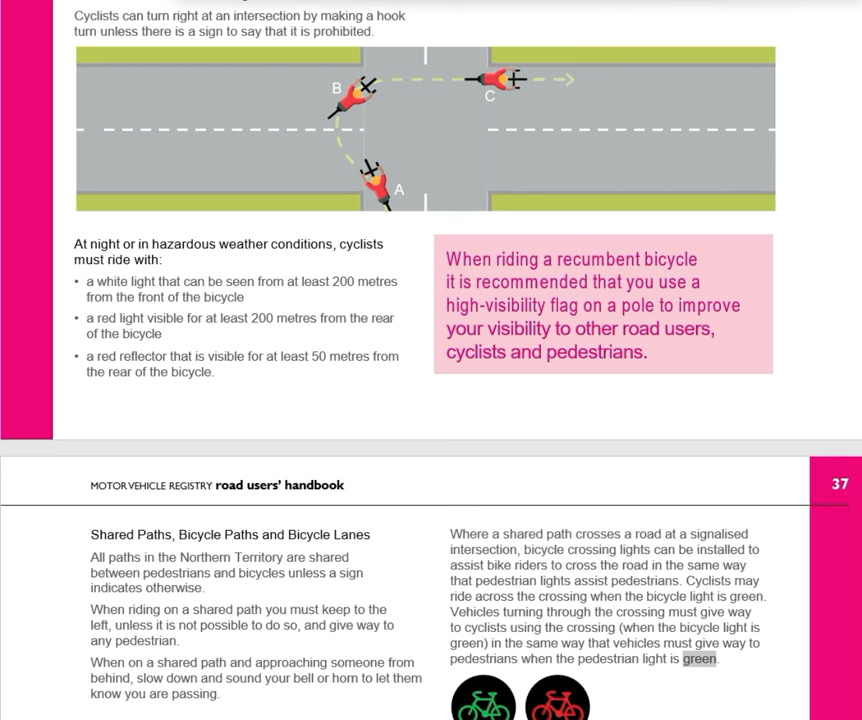 Cyclists can turn right at an intersection by making a hook
turn unless there is a sign to say that it is prohibited.
B
C
A
At night or in hazardous weather conditions, cyclists
must ride with:
• a white light that can be seen from at least 200 metres
from the front of the bicycle
• a red light visible for at least 200 metres from the rear
of the bicycle
• a red reflector that is visible for at least 50 metres from
the rear of the bicycle.
When riding a recumbent bicycle
it is recommended that you use a
high-visibility flag on a pole to improve
your visibility to other road users,
cyclists and pedestrians.
MOTOR VEHICLE REGISTRY road users' handbook
37
Shared Paths, Bicycle Paths and Bicycle Lanes
All paths in the Northern Territory are shared
between pedestrians and bicycles unless a sign
indicates otherwise.
When riding on a shared path you must keep to the
left, unless it is not possible to do so, and give way to
any pedestrian.
When on a shared path and approaching someone from
behind, slow down and sound your bell or horn to let them
know you are passing.
Where a shared path crosses a road at a signalised
intersection, bicycle crossing lights can be installed to
assist bike riders to cross the road in the same way
that pedestrian lights assist pedestrians. Cyclists may
ride across the crossing when the bicycle light is green.
Vehicles turning through the crossing must give way
to cyclists using the crossing (when the bicycle light is
green) in the same way that vehicles must give way to
pedestrians when the pedestrian light is green.